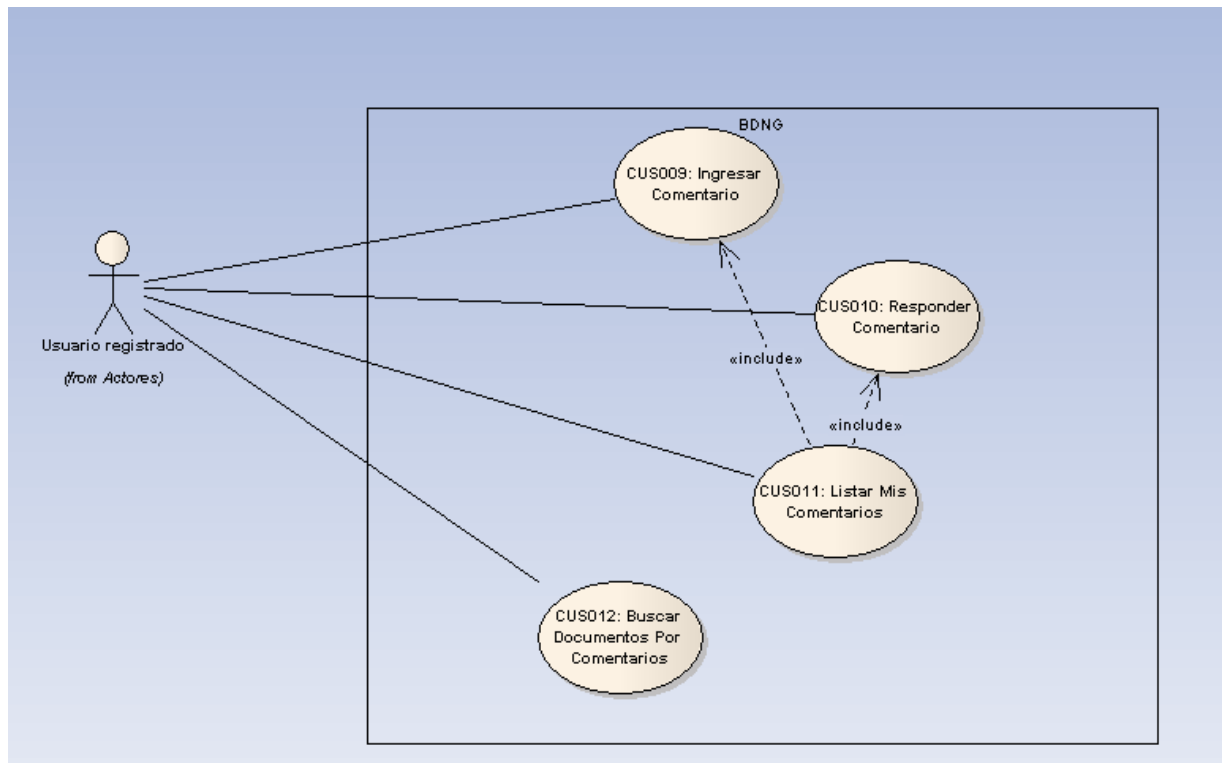 BDNG
CUS009: Ingresar
Comentario
CUS010: Responder
Comentario
Usuario registrado
(from Actores)
«include»
«include»
CUS011: Listar Mis
Comentarios
CUS012: Buscar
Documentos Por
Comentarios